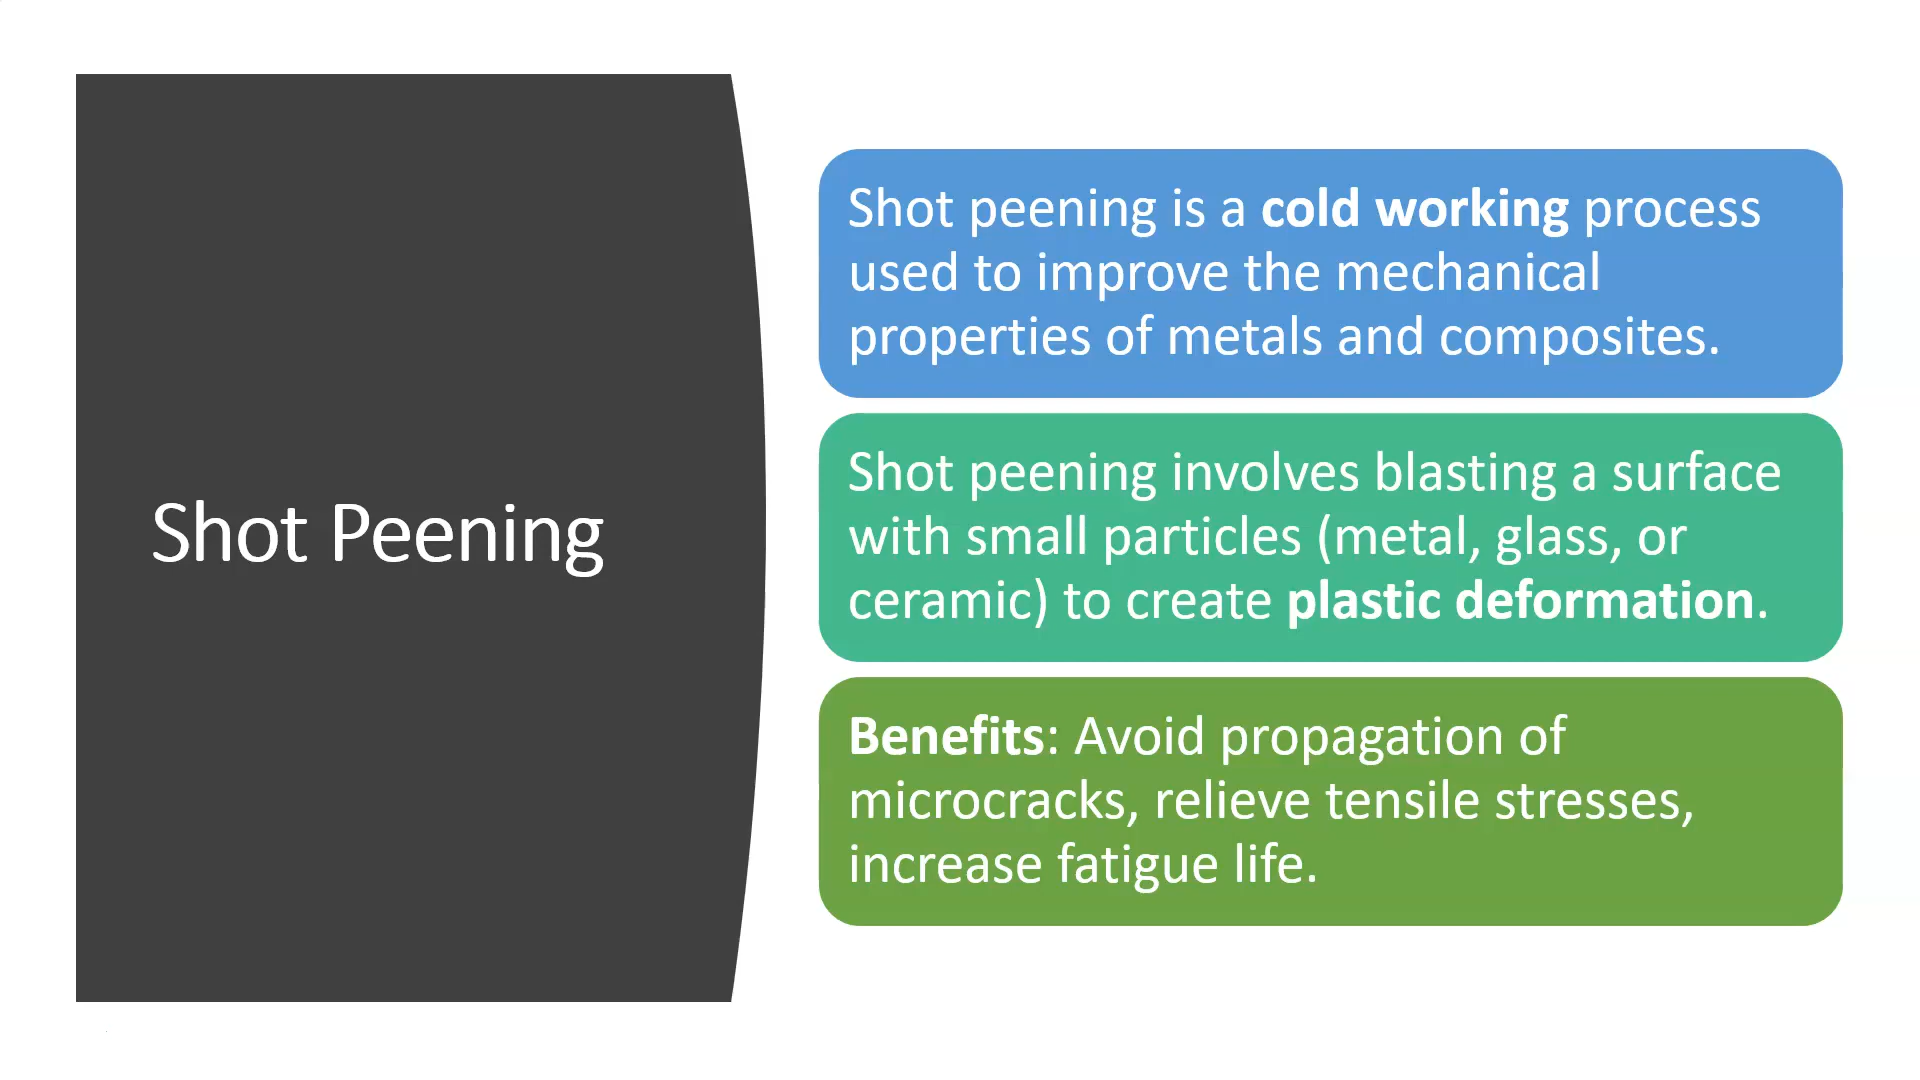 Shot Peening
Shot peening is a cold working process
used to improve the mechanical
properties of metals and composites.
Shot peening involves blasting a surface
with small particles (metal, glass, or
ceramic) to create plastic deformation.
Benefits: Avoid propagation of
microcracks, relieve tensile stresses,
increase fatigue life.